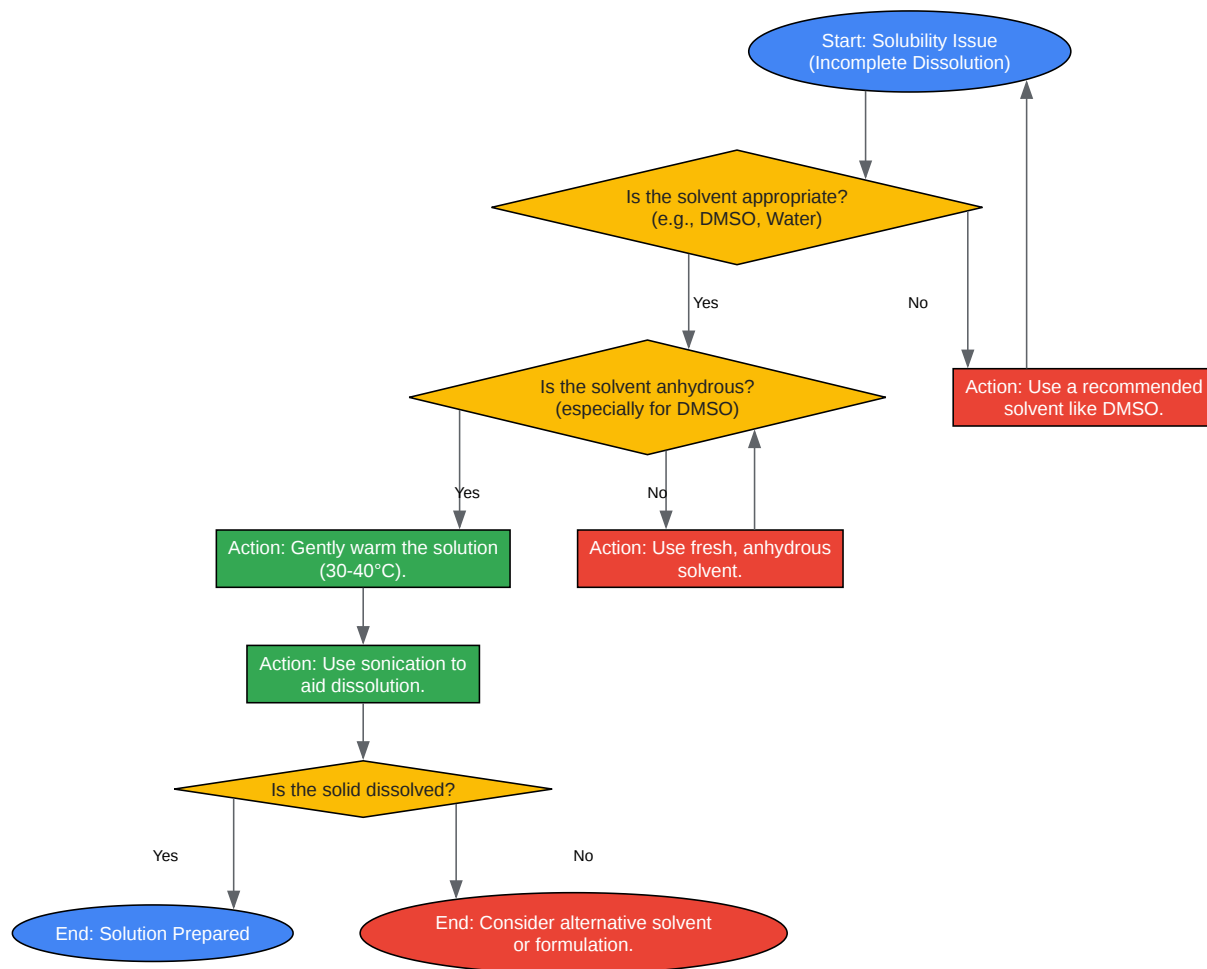 Start: Solubility Issue
(Incomplete Dissolution)
Is the solvent appropriate?
(e.g., DMSO, Water)
Yes
No
Is the solvent anhydrous?
(especially for DMSO)
Action: Use a recommended
solvent like DMSO.
Yes
No
Action: Gently warm the solution
(30-40°C).
Action: Use fresh, anhydrous
solvent.
Action: Use sonication to
aid dissolution.
Is the solid dissolved?
Yes
No
End: Solution Prepared
End: Consider alternative solvent
or formulation.